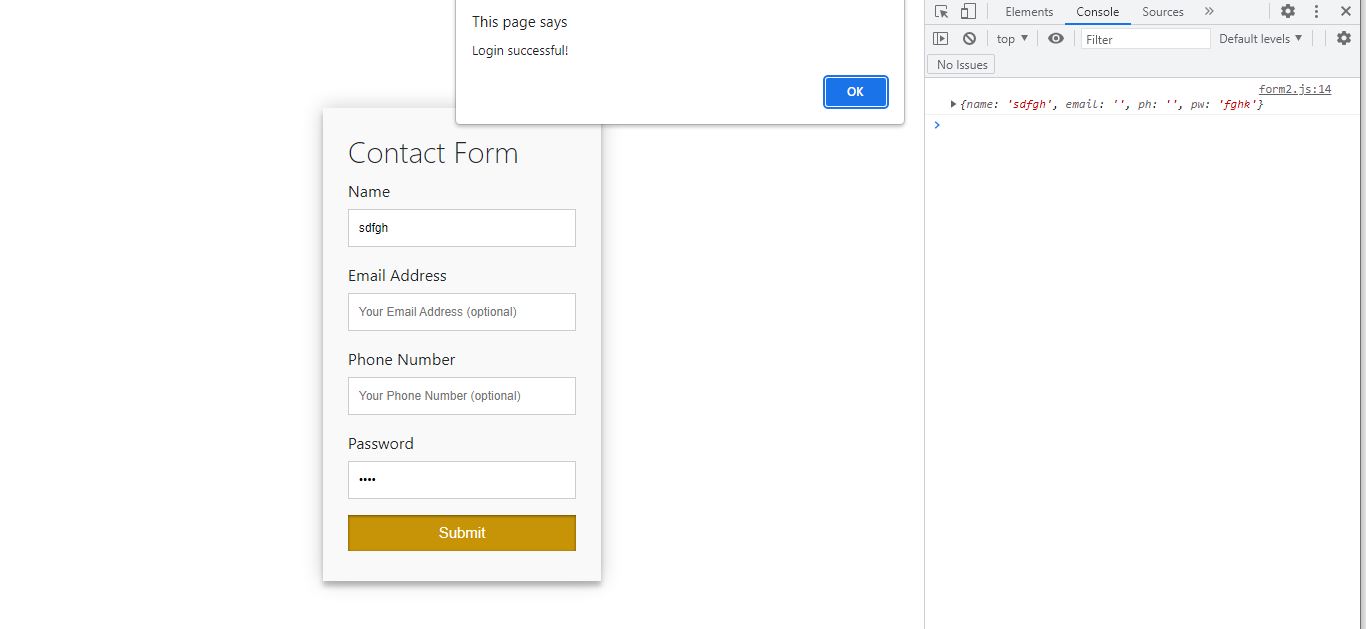 This page says
Login successful!
OK
Contact Form
Name
sdfgh
Email Address
Your Email Address (optional)
Phone Number
Your Phone Number (optional)
Password
••••
Submit
Elements Console Sources »
top ▼ Filter Default levels ▼
No Issues
form2.js:14
▶ {name: 'sdfgh', email: '', ph: '', pw: 'fghk'}
>